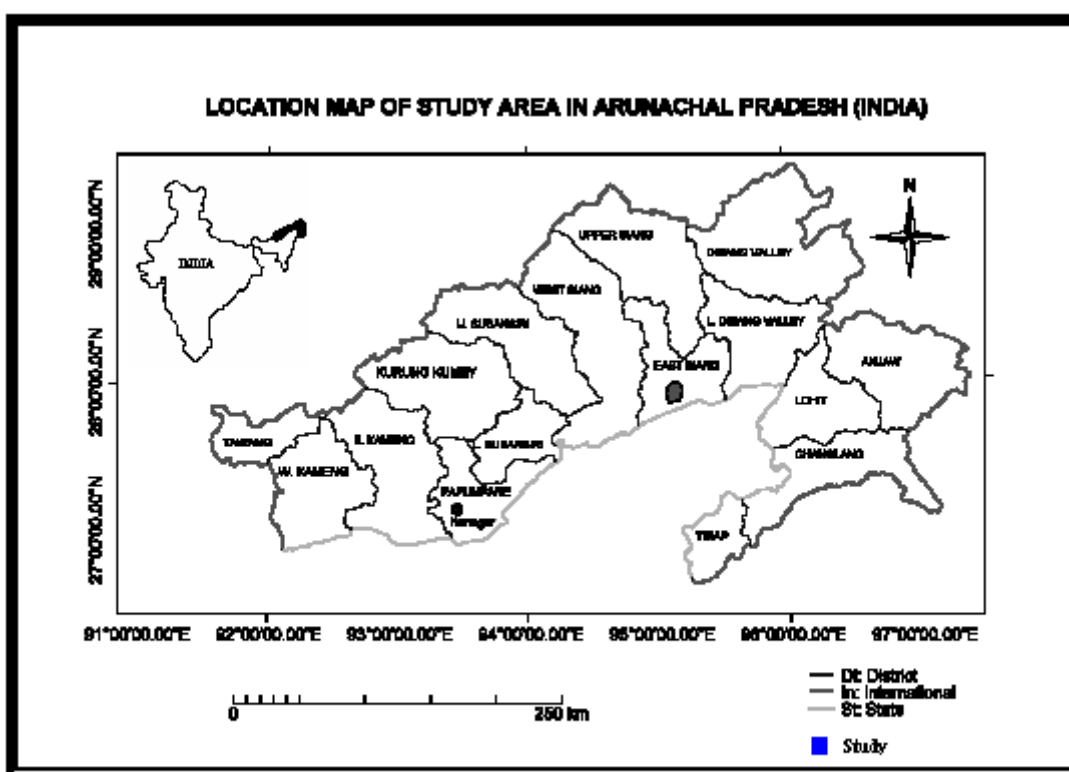 LOCATION MAP OF STUDY AREA IN ARUNACHAL PRADESH (INDIA)
N
INDIA
UPPER SIANG
DIBANG VALLEY
WEST SIANG
L. DIBANG VALLEY
U. SUBANSIRI
EAST SIANG
ANJAW
KURUNG KUMEY
LOHIT
TAWANG
E. KAMENG
SUBANSIRI
CHANGLANG
W. KAMENG
PAPUMPARE
TIRAP
29°00'00.00"N
28°00'00.00"N
27°00'00.00"N
91°00'00.00"E 92°00'00.00"E 93°00'00.00"E 94°00'00.00"E 95°00'00.00"E 96°00'00.00"E 97°00'00.00"E
0 250 km
Dt: District
In: International
St: State
Study